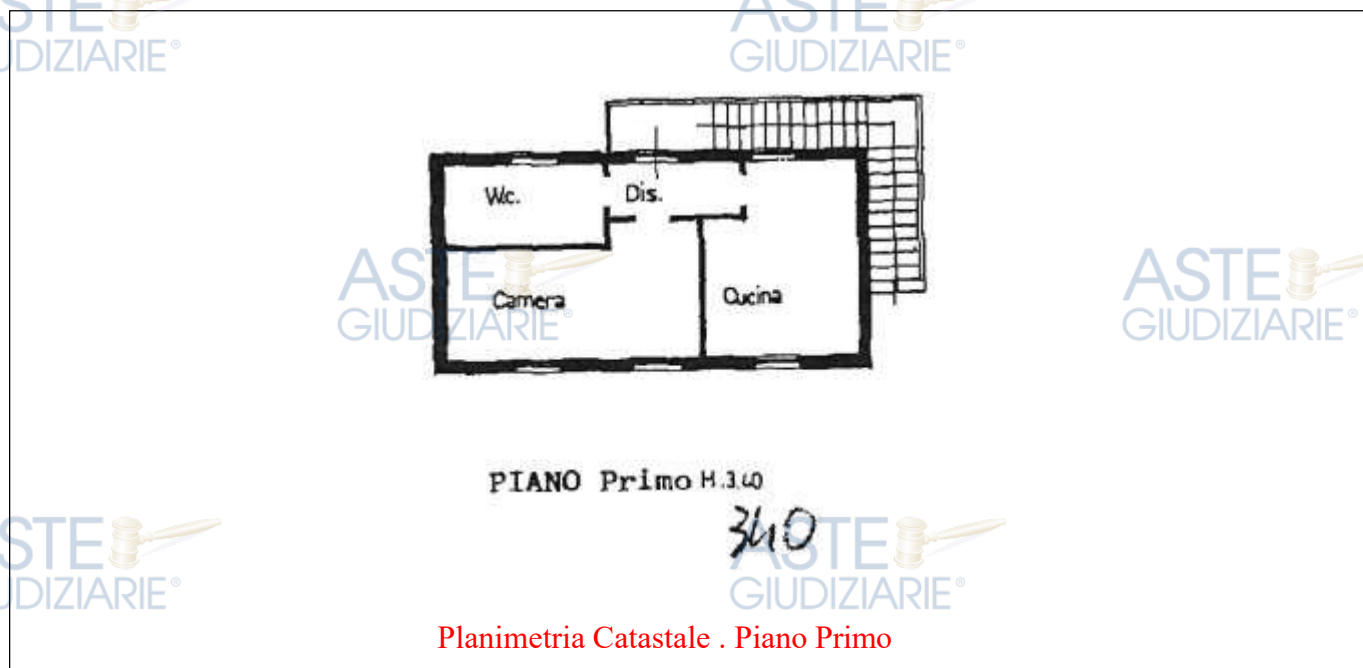 ASTE
GIUDIZIARIE®
ASTE
GIUDIZIARIE®
W.c.
Dis.
ASTE
GIUDIZIARIE®
Camera
Cucina
ASTE
GIUDIZIARIE®
PIANO Primo H.3.40
340
ASTE
GIUDIZIARIE®
ASTE
GIUDIZIARIE®
Planimetria Catastale . Piano Primo